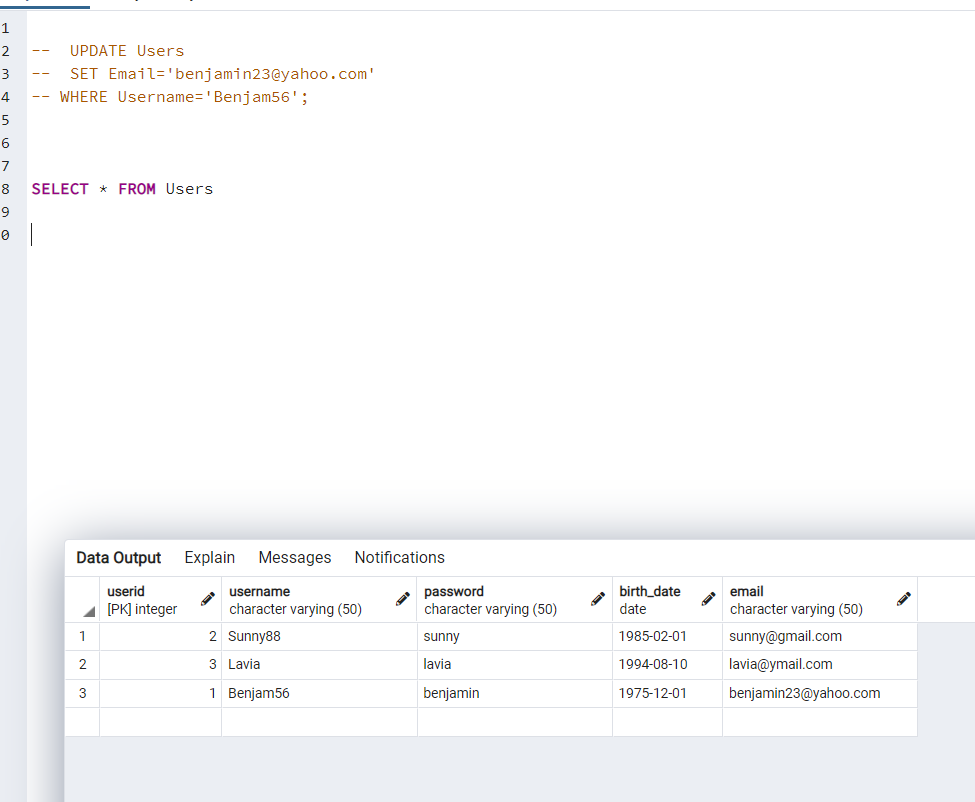 1
2 -- UPDATE Users
3 -- SET Email='benjamin23@yahoo.com'
4 -- WHERE Username='Benjam56';
5
6
7
8 SELECT * FROM Users
9
0
Data Output Explain Messages Notifications
userid username password birth_date email
[PK] integer character varying (50) character varying (50) date character varying (50)
1 2 Sunny88 sunny 1985-02-01 sunny@gmail.com
2 3 Lavia lavia 1994-08-10 lavia@ymail.com
3 1 Benjam56 benjamin 1975-12-01 benjamin23@yahoo.com